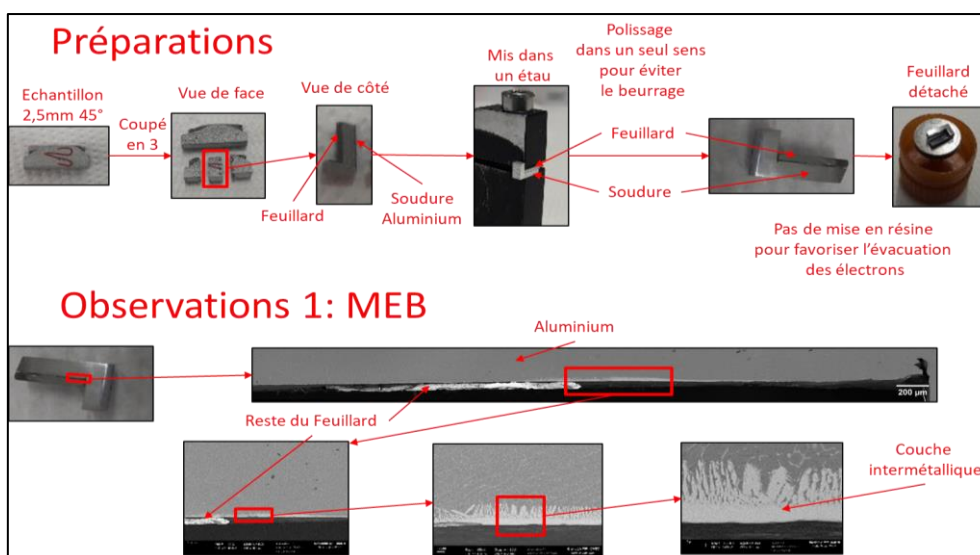 Préparations
Echantillon
2,5mm 45°
Coupé
en 3
Vue de face
Vue de côté
Feuillard
Soudure
Aluminium
Mis dans
un étau
Polissage
dans un seul sens
pour éviter
le beurrage
Feuillard
Soudure
Feuillard
détaché
Pas de mise en résine
pour favoriser l'évacuation
des électrons
Observations 1: MEB
Aluminium
200 µm
Reste du Feuillard
Couche
intermétallique